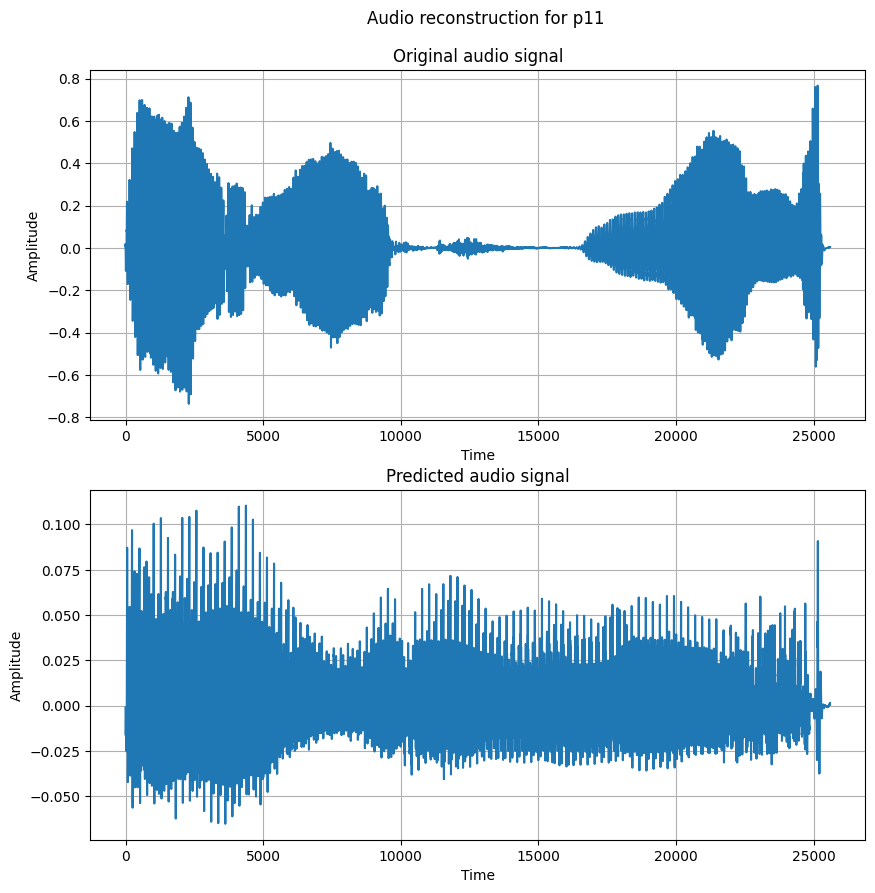 Audio reconstruction for p11
Original audio signal
0.8
0.6
0.4
0.2
0.0
−0.2
−0.4
−0.6
−0.8
Amplitude
0 5000 10000 15000 20000 25000
Time
Predicted audio signal
0.100
0.075
0.050
0.025
0.000
−0.025
−0.050
Amplitude
0 5000 10000 15000 20000 25000
Time